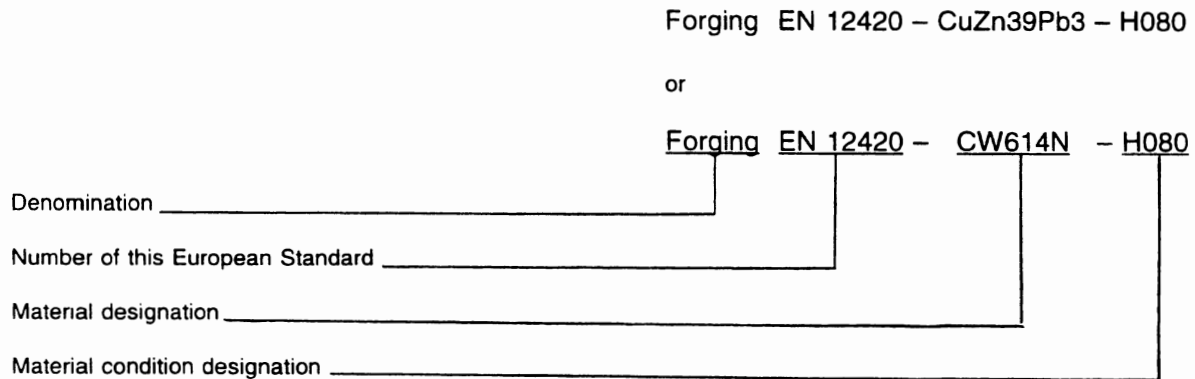 Forging EN 12420 – CuZn39Pb3 – H080
or
Forging EN 12420 – CW614N – H080
Denomination
Number of this European Standard
Material designation
Material condition designation